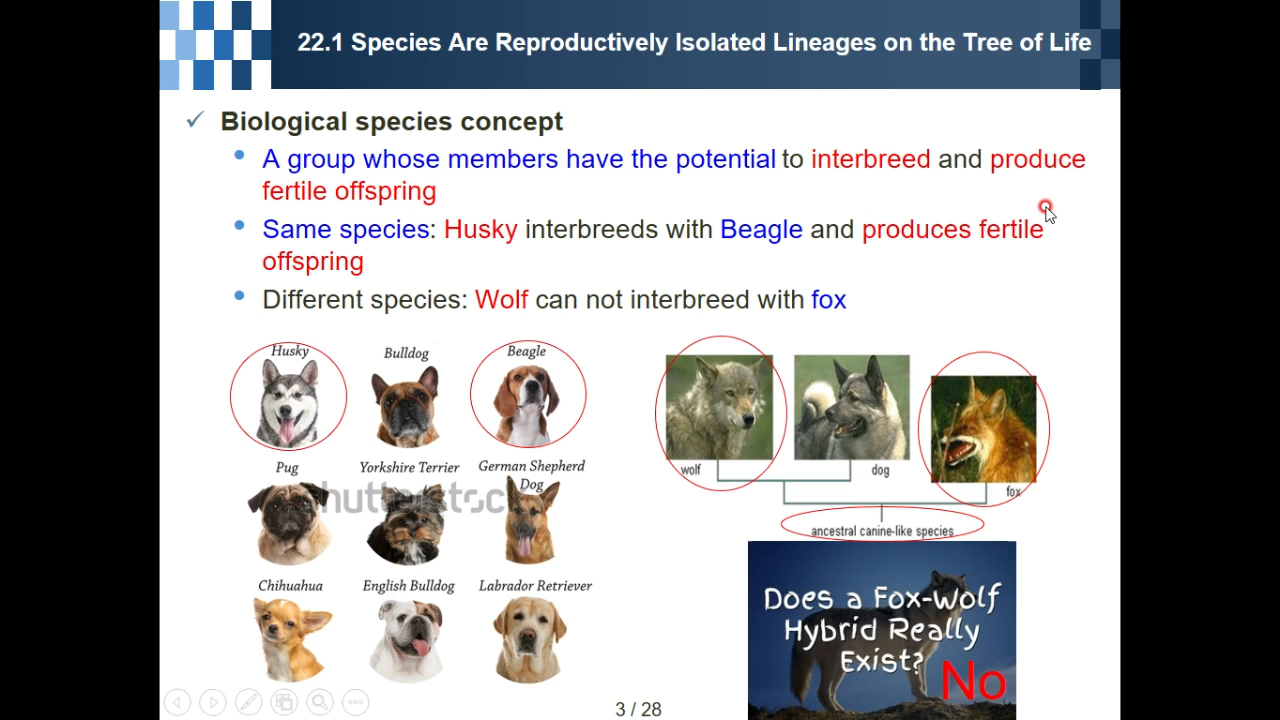 22.1 Species Are Reproductively Isolated Lineages on the Tree of Life
Biological species concept
A group whose members have the potential to interbreed and produce
fertile offspring
Same species: Husky interbreeds with Beagle and produces fertile
offspring
Different species: Wolf can not interbreed with fox
Husky
Bulldog
Beagle
Pug
Yorkshire Terrier
German Shepherd
Dog
shutterstock
Chihuahua
English Bulldog
Labrador Retriever
wolf
dog
fox
ancestral canine-like species
Does a Fox-Wolf
Hybrid Really
Exist?
No
3 / 28